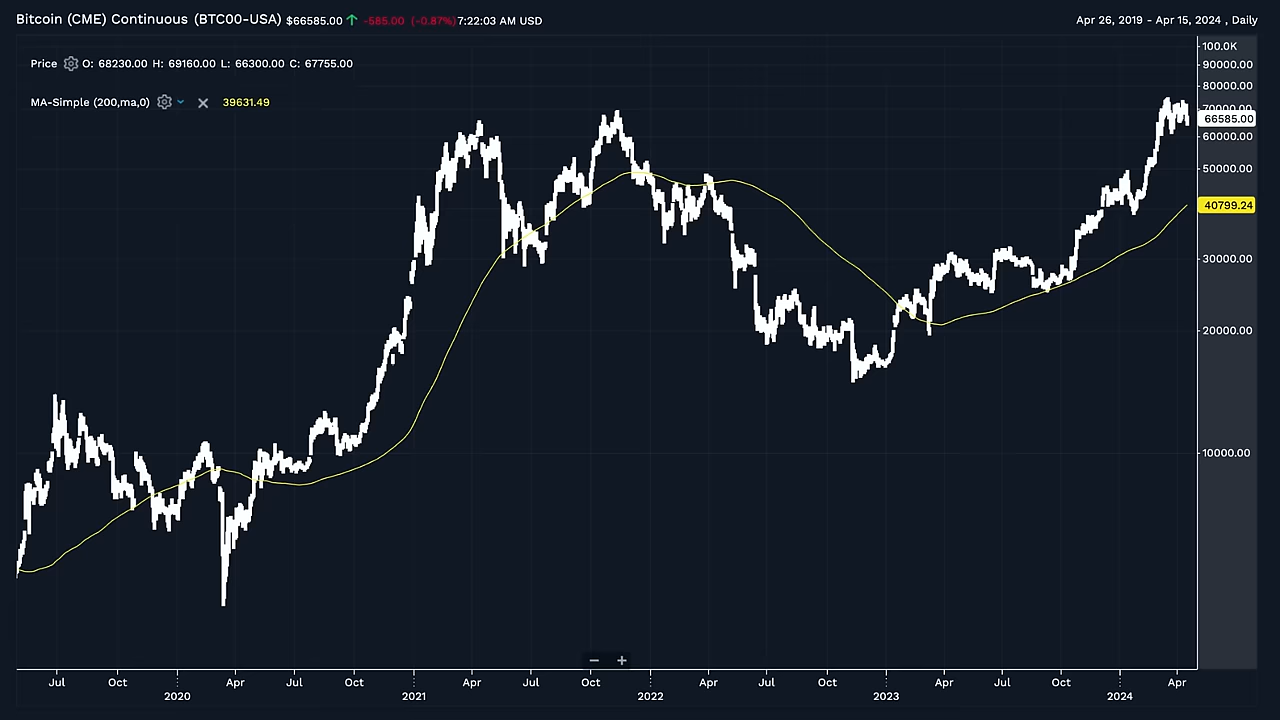 Bitcoin (CME) Continuous (BTC00-USA) $66585.00 ↑ -585.00 (-0.87%) 7:22:03 AM USD
Apr 26, 2019 - Apr 15, 2024 , Daily
Price O: 68230.00 H: 69160.00 L: 66300.00 C: 67755.00
MA-Simple (200,ma,0) 39631.49
100.0K
90000.00
80000.00
70000.00
66585.00
60000.00
50000.00
40799.24
30000.00
20000.00
10000.00
Jul Oct Apr Jul Oct Apr Jul Oct Apr Jul Oct Apr Jul Oct Apr
2020 2021 2022 2023 2024